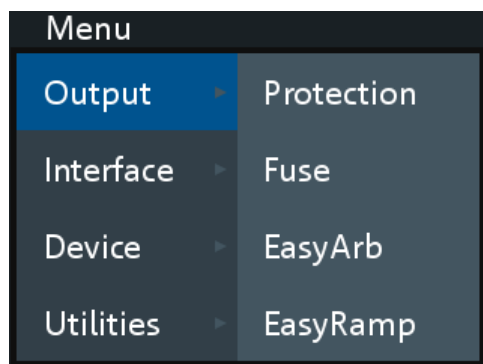 Menu
Output Protection
Interface Fuse
Device EasyArb
Utilities EasyRamp